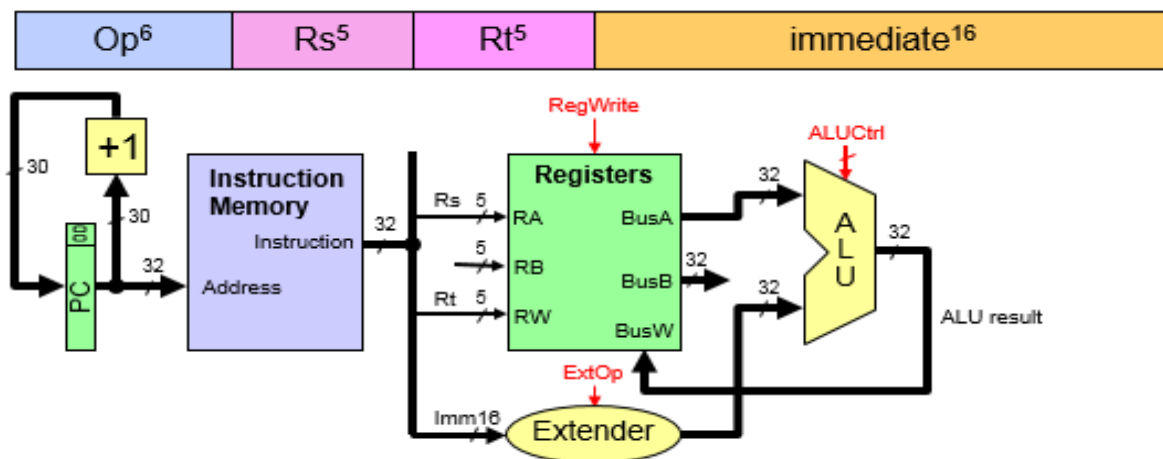 Op⁶ Rs⁵ Rt⁵ immediate¹⁶
RegWrite
ALUCtrl
+1
30
30
00
PC
32
Instruction
Memory
Instruction
Address
32
Rs 5
5
Rt 5
Imm16
Registers
RA
RB
RW
BusA
BusB
BusW
32
32
32
ALU
32
ALU result
ExtOp
Extender